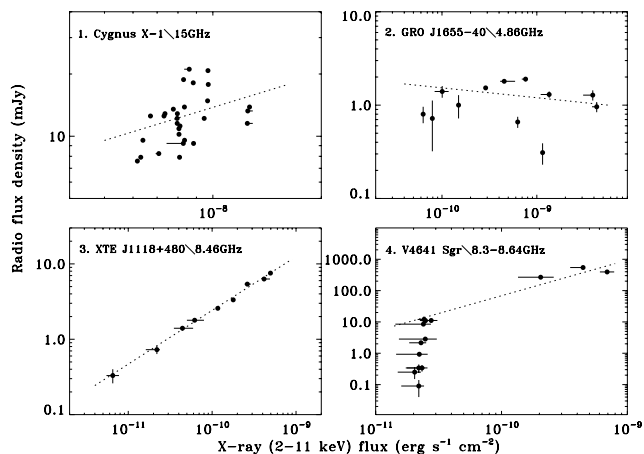 1. Cygnus X-1\15GHz
10
10⁻⁸
2. GRO J1655-40\4.86GHz
10.0
1.0
0.1
10⁻¹⁰ 10⁻⁹
Radio flux density (mJy)
3. XTE J1118+480\8.46GHz
10.0
1.0
0.1
10⁻¹¹ 10⁻¹⁰ 10⁻⁹
4. V4641 Sgr\8.3-8.64GHz
1000.0
100.0
10.0
1.0
0.1
10⁻¹¹ 10⁻¹⁰ 10⁻⁹
X-ray (2-11 keV) flux (erg s⁻¹ cm⁻²)